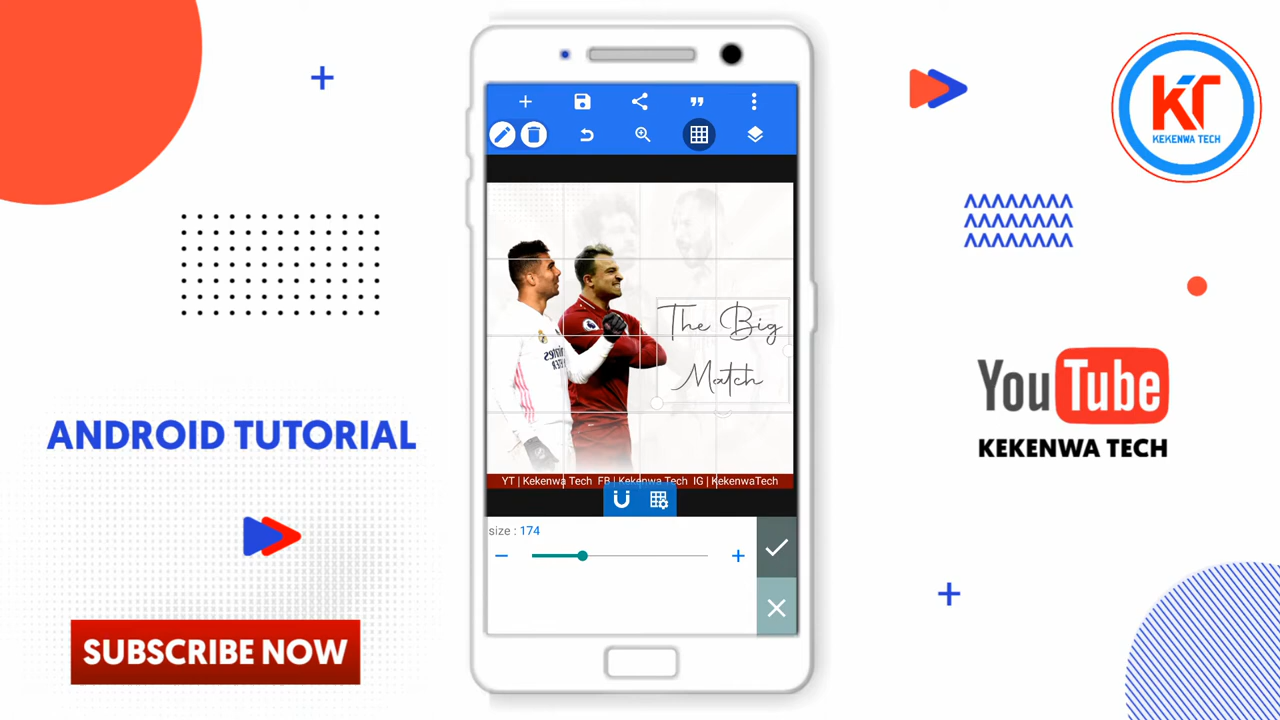 KT
KEKENWA TECH
The Big
Match
YT | Kekenwa Tech FB | Kekenwa Tech IG | KekenwaTech
size : 174
ANDROID TUTORIAL
SUBSCRIBE NOW
YouTube
KEKENWA TECH